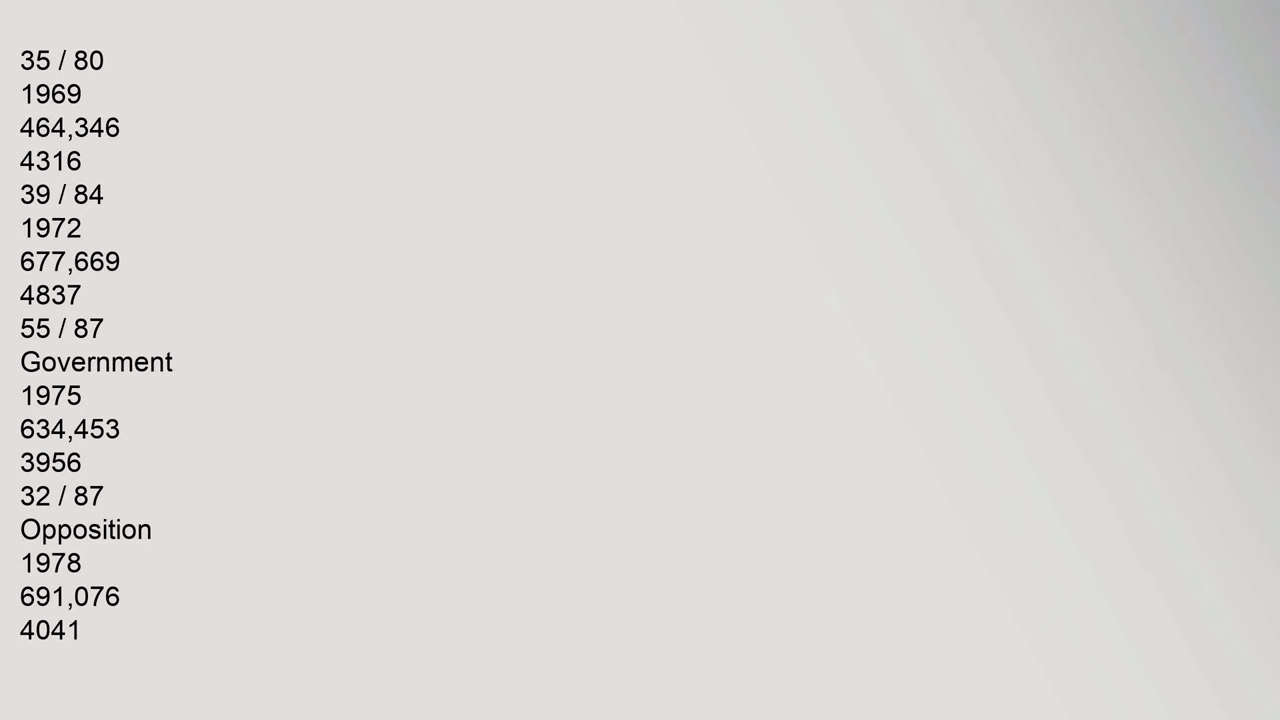 35 / 80
1969
464,346
4316
39 / 84
1972
677,669
4837
55 / 87
Government
1975
634,453
3956
32 / 87
Opposition
1978
691,076
4041